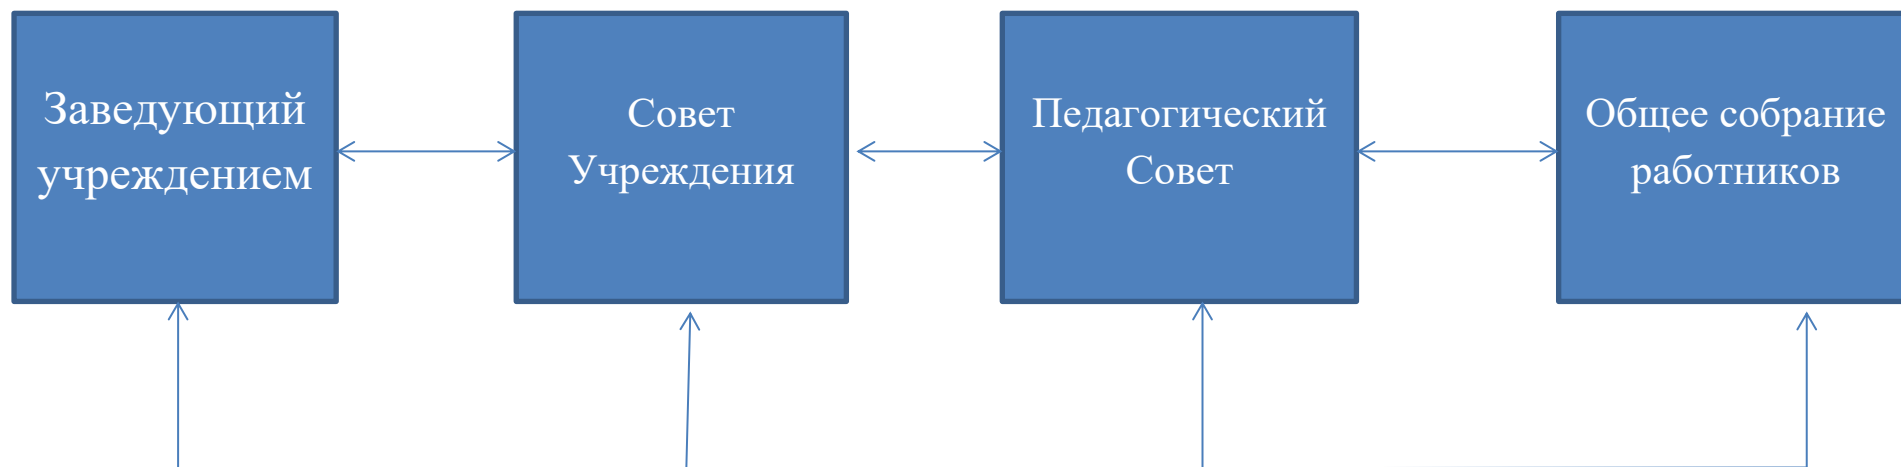 Заведующий
учреждением
Совет
Учреждения
Педагогический
Совет
Общее собрание
работников